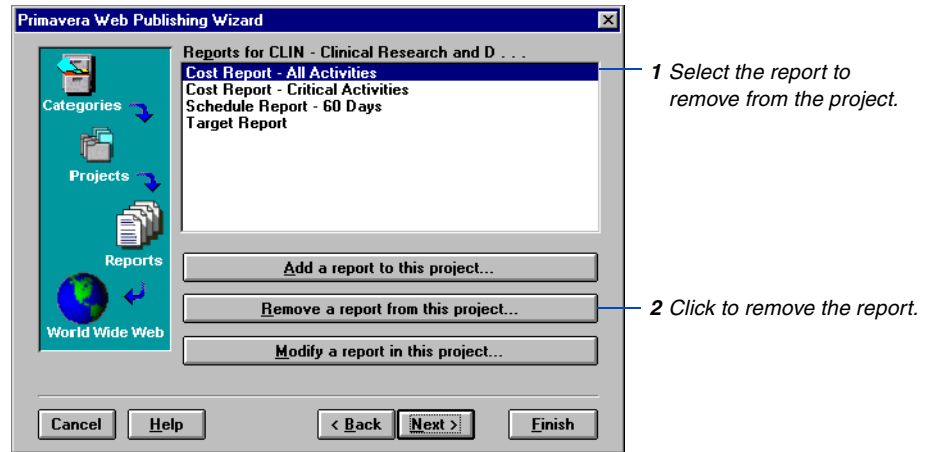 Primavera Web Publishing Wizard
Categories
Projects
Reports
World Wide Web
Reports for CLIN - Clinical Research and D . . .
Cost Report - All Activities
Cost Report - Critical Activities
Schedule Report - 60 Days
Target Report
Add a report to this project...
Remove a report from this project...
Modify a report in this project...
Cancel
Help
< Back
Next >
Finish
1 Select the report to
remove from the project.
2 Click to remove the report.